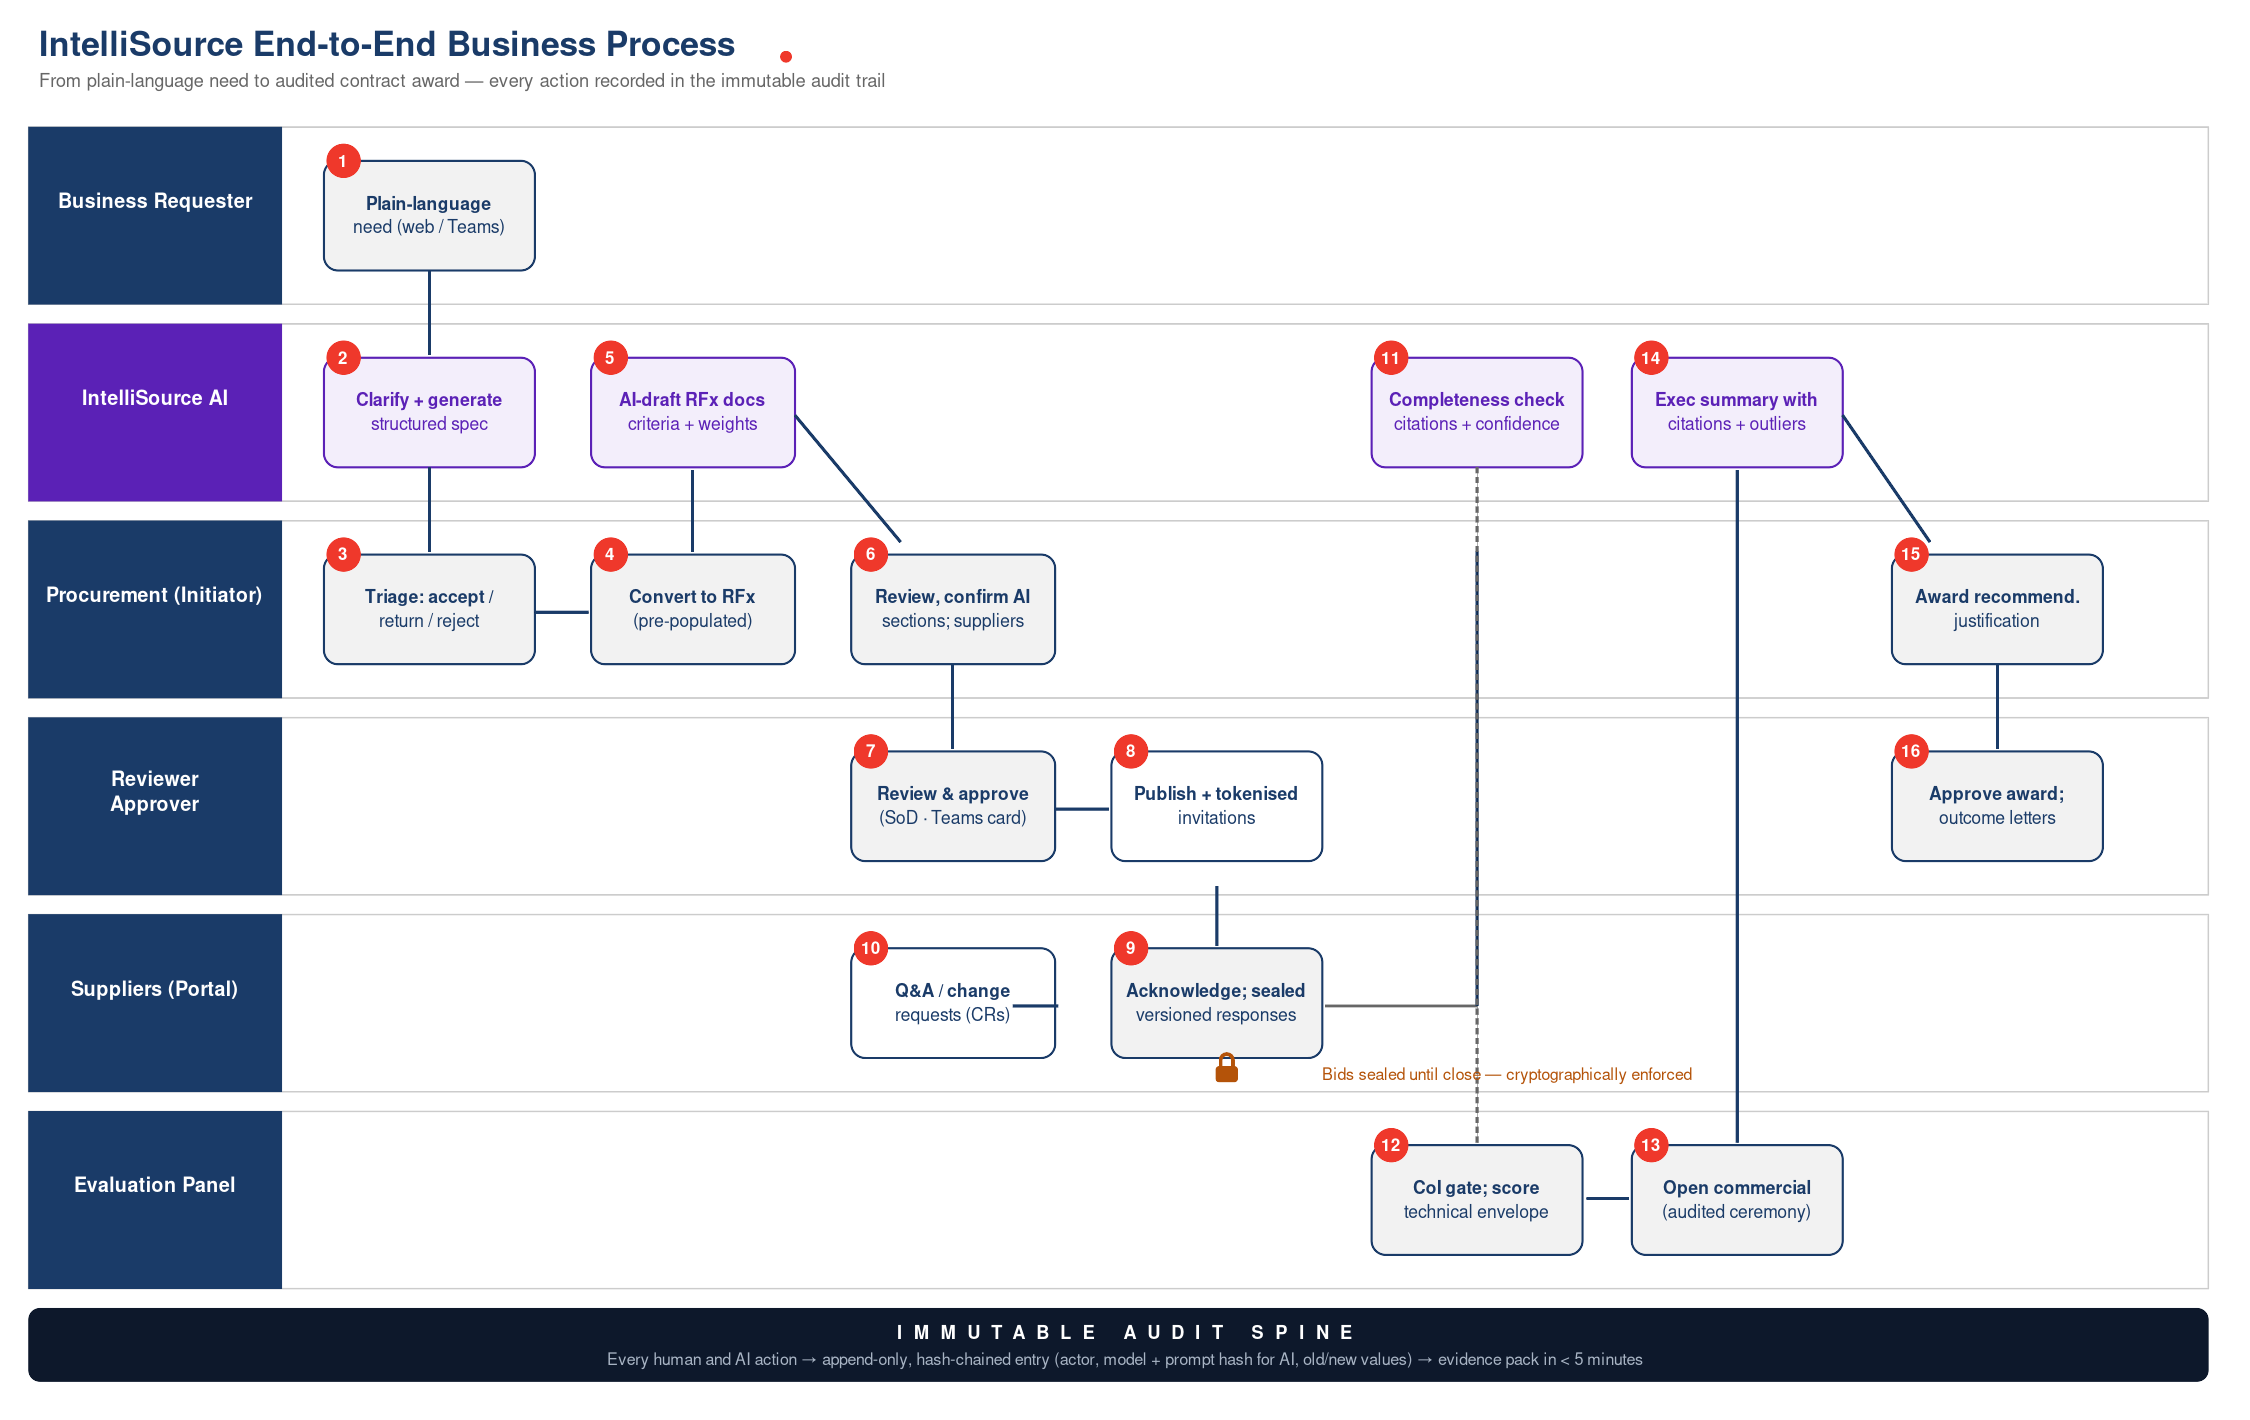 IntelliSource End-to-End Business Process
From plain-language need to audited contract award — every action recorded in the immutable audit trail
Business Requester
1
Plain-language
need (web / Teams)
IntelliSource AI
2
Clarify + generate
structured spec
5
AI-draft RFx docs
criteria + weights
11
Completeness check
citations + confidence
14
Exec summary with
citations + outliers
Procurement (Initiator)
3
Triage: accept /
return / reject
4
Convert to RFx
(pre-populated)
6
Review, confirm AI
sections; suppliers
15
Award recommend.
justification
Reviewer
Approver
7
Review & approve
(SoD · Teams card)
8
Publish + tokenised
invitations
16
Approve award;
outcome letters
Suppliers (Portal)
10
Q&A / change
requests (CRs)
9
Acknowledge; sealed
versioned responses
Bids sealed until close — cryptographically enforced
Evaluation Panel
12
CoI gate; score
technical envelope
13
Open commercial
(audited ceremony)
IMMUTABLE AUDIT SPINE
Every human and AI action → append-only, hash-chained entry (actor, model + prompt hash for AI, old/new values) → evidence pack in < 5 minutes